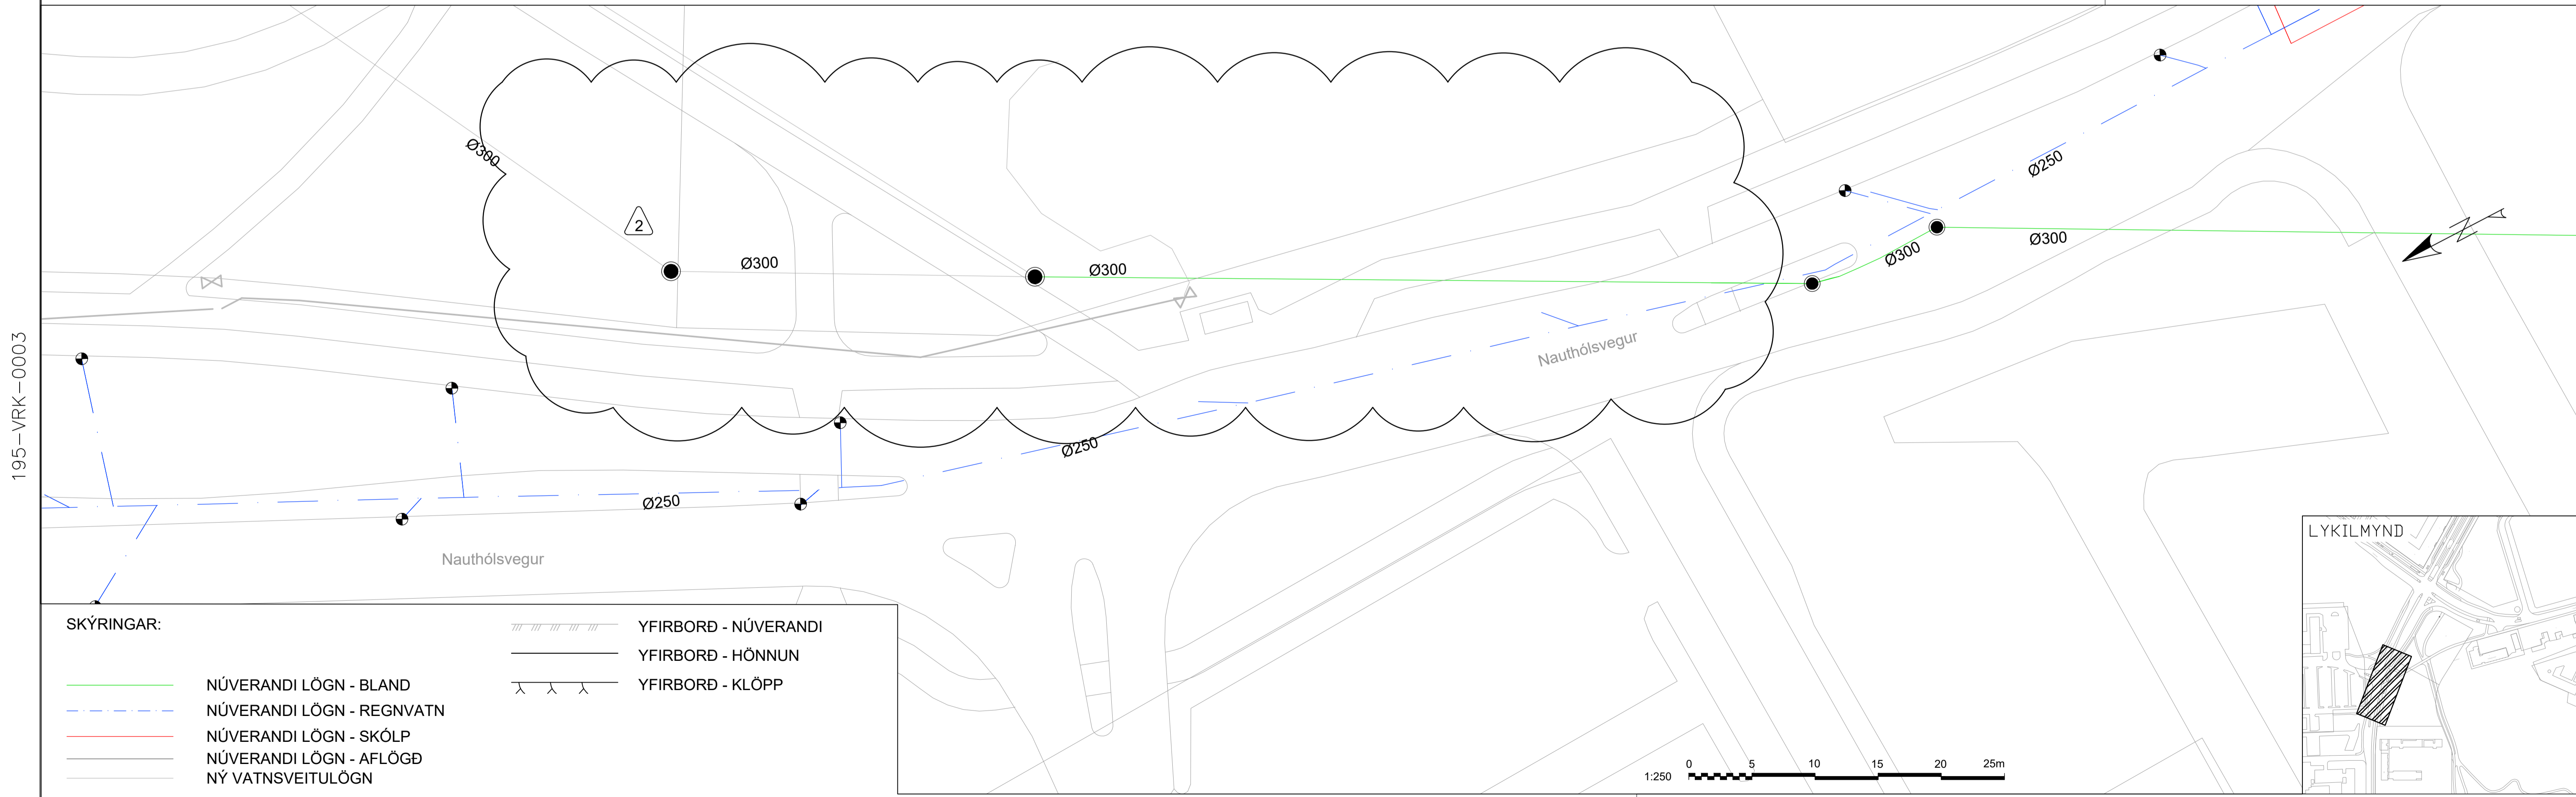 195-VRK-0003
Ø300
2
Ø300
Ø300
Ø300
Ø300
Ø250
Nauthólsvegur
Ø250
Ø250
Nauthólsvegur
SKÝRINGAR:
NÚVERANDI LÖGN - BLAND
NÚVERANDI LÖGN - REGNVATN
NÚVERANDI LÖGN - SKÓLP
NÚVERANDI LÖGN - AFLÖGÐ
NÝ VATNSVEITULÖGN
YFIRBORÐ - NÚVERANDI
YFIRBORÐ - HÖNNUN
YFIRBORÐ - KLÖPP
1:250
0 5 10 15 20 25m
LYKILMYND